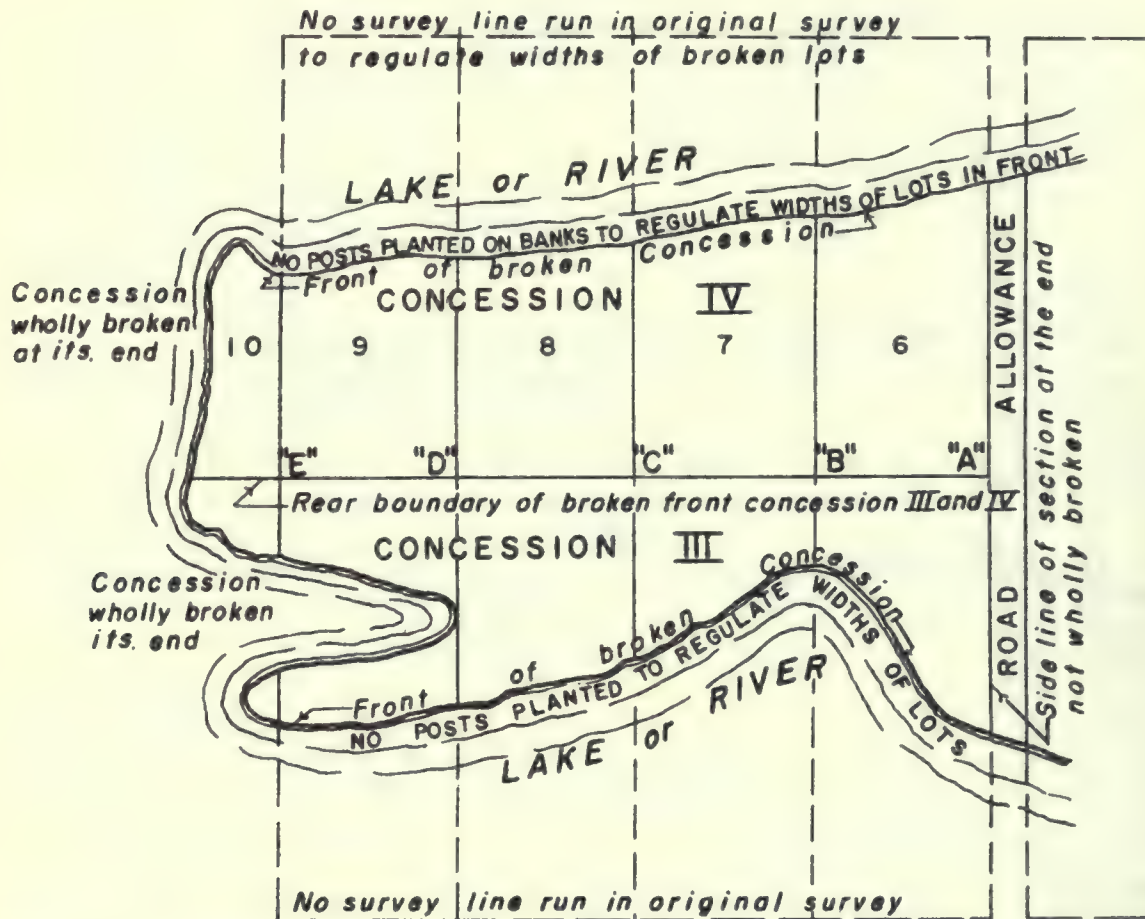 No survey line run in original survey
to regulate widths of broken lots
LAKE or RIVER
NO POSTS PLANTED ON BANKS TO REGULATE WIDTHS OF LOTS IN FRONT
Front of broken Concession
Concession
wholly broken
at its. end
CONCESSION IV
10 9 8 7 6
ROAD ALLOWANCE
Side line of section at the end
not wholly broken
"E" "D" "C" "B" "A"
Rear boundary of broken front concession III and IV
CONCESSION III
Concession
wholly broken
its. end
Front of broken Concession
NO POSTS PLANTED TO REGULATE WIDTHS OF LOTS
LAKE or RIVER
No survey line run in original survey